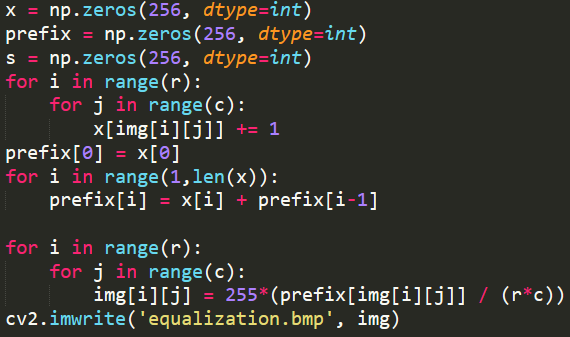 x = np.zeros(256, dtype=int)
prefix = np.zeros(256, dtype=int)
s = np.zeros(256, dtype=int)
for i in range(r):
    for j in range(c):
        x[img[i][j]] += 1
prefix[0] = x[0]
for i in range(1,len(x)):
    prefix[i] = x[i] + prefix[i-1]

for i in range(r):
    for j in range(c):
        img[i][j] = 255*(prefix[img[i][j]] / (r*c))
cv2.imwrite('equalization.bmp', img)